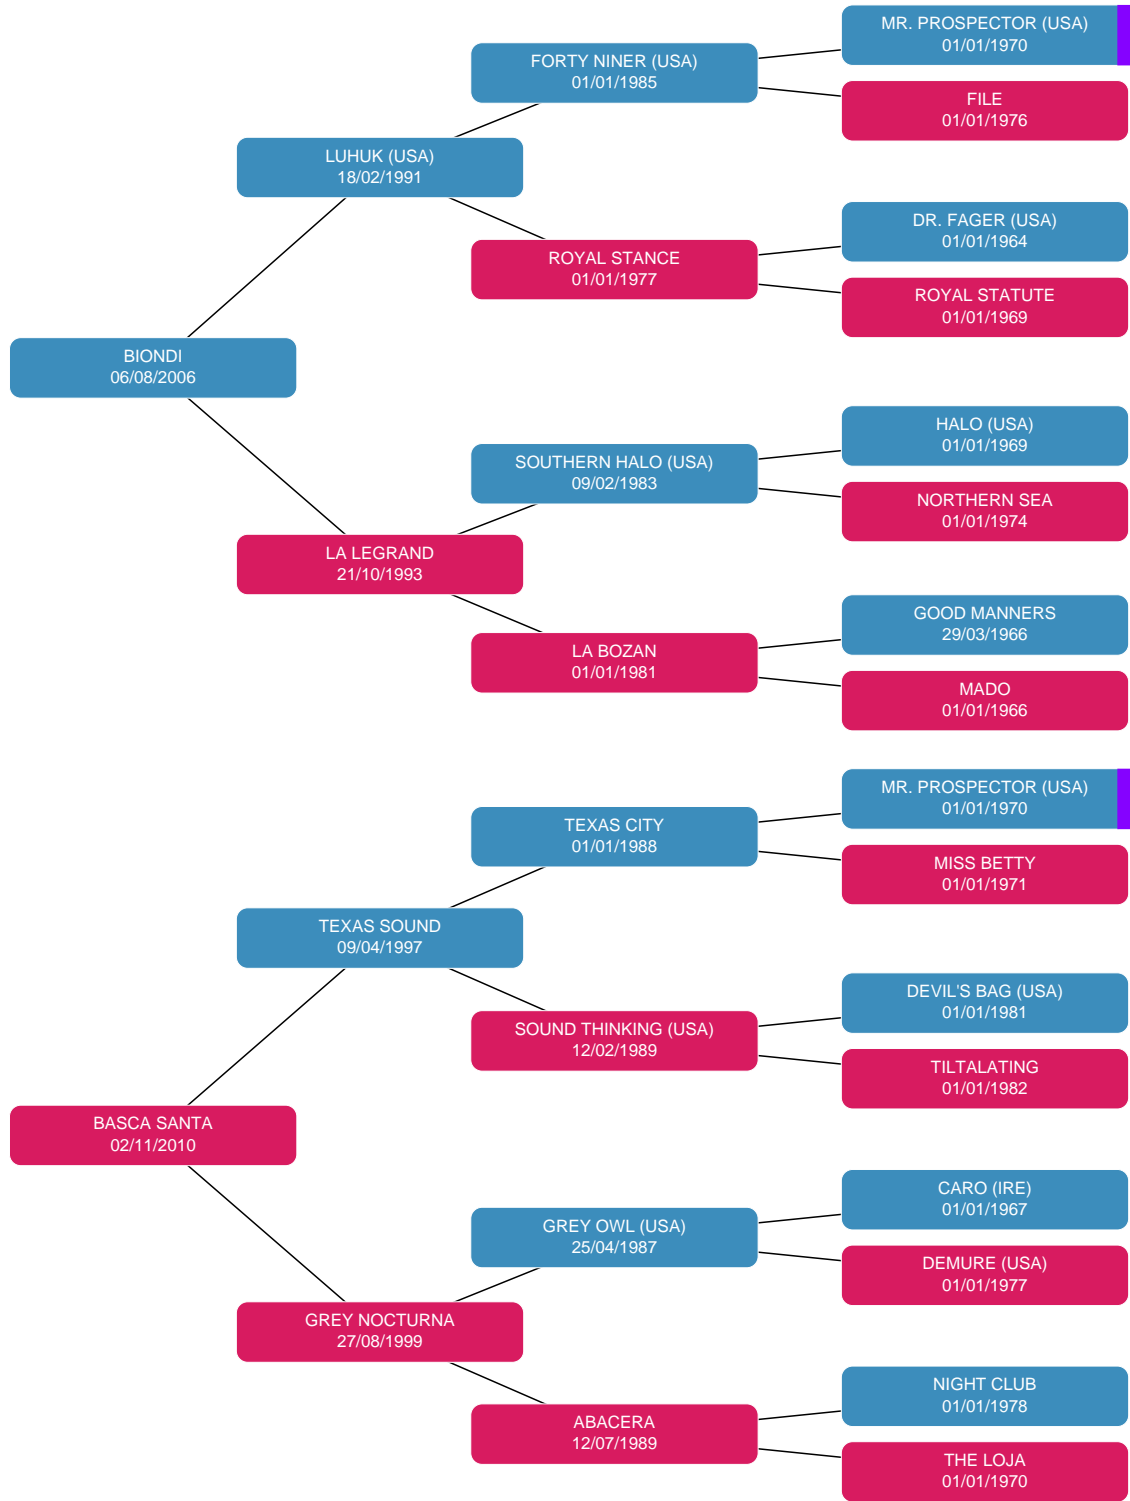 MR. PROSPECTOR (USA)
01/01/1970
FORTY NINER (USA)
01/01/1985
FILE
01/01/1976
LUHUK (USA)
18/02/1991
DR. FAGER (USA)
01/01/1964
ROYAL STANCE
01/01/1977
ROYAL STATUTE
01/01/1969
BIONDI
06/08/2006
HALO (USA)
01/01/1969
SOUTHERN HALO (USA)
09/02/1983
NORTHERN SEA
01/01/1974
LA LEGRAND
21/10/1993
GOOD MANNERS
29/03/1966
LA BOZAN
01/01/1981
MADO
01/01/1966
MR. PROSPECTOR (USA)
01/01/1970
TEXAS CITY
01/01/1988
MISS BETTY
01/01/1971
TEXAS SOUND
09/04/1997
DEVIL'S BAG (USA)
01/01/1981
SOUND THINKING (USA)
12/02/1989
TILTALATING
01/01/1982
BASCA SANTA
02/11/2010
CARO (IRE)
01/01/1967
GREY OWL (USA)
25/04/1987
DEMURE (USA)
01/01/1977
GREY NOCTURNA
27/08/1999
NIGHT CLUB
01/01/1978
ABACERA
12/07/1989
THE LOJA
01/01/1970